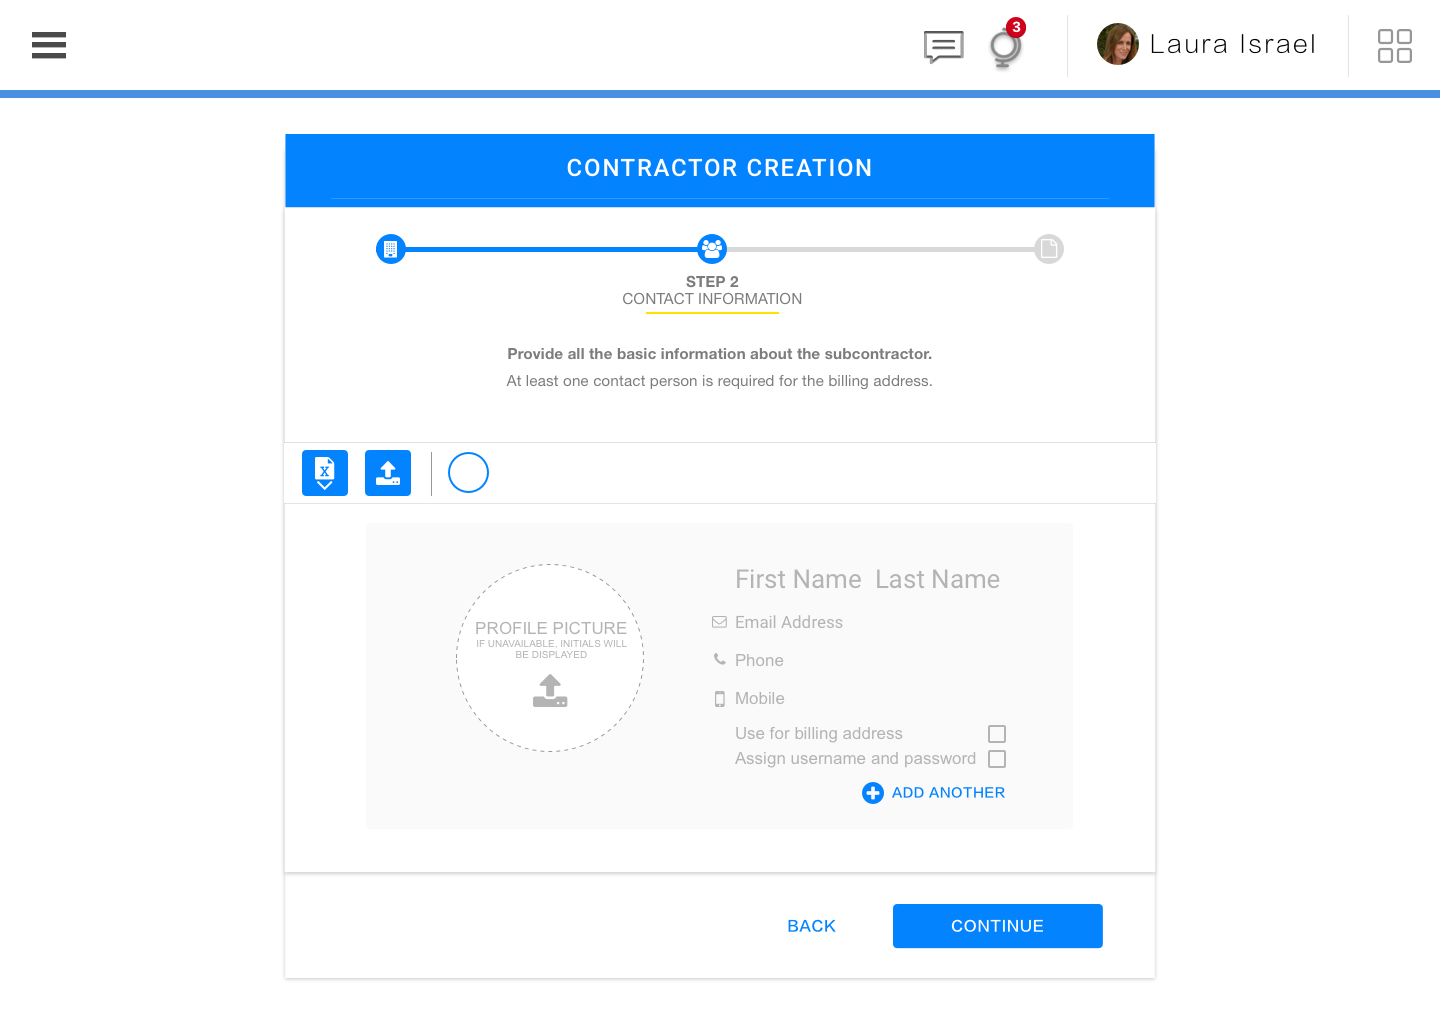 3
Laura Israel
CONTRACTOR CREATION
STEP 2
CONTACT INFORMATION
Provide all the basic information about the subcontractor.
At least one contact person is required for the billing address.
X
First Name Last Name
PROFILE PICTURE
IF UNAVAILABLE, INITIALS WILL
BE DISPLAYED
Email Address
Phone
Mobile
Use for billing address
Assign username and password
ADD ANOTHER
BACK
CONTINUE